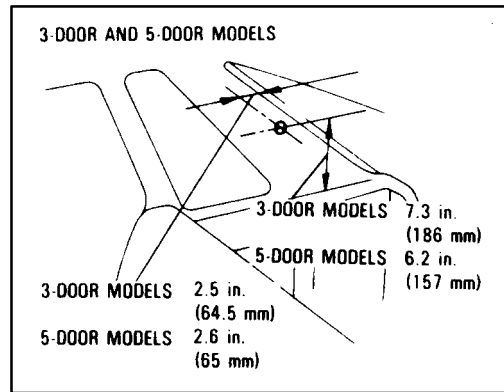 3-DOOR AND 5-DOOR MODELS
3-DOOR MODELS 7.3 in.
(186 mm)
5-DOOR MODELS 6.2 in.
(157 mm)
3-DOOR MODELS 2.5 in.
(64.5 mm)
5-DOOR MODELS 2.6 in.
(65 mm)